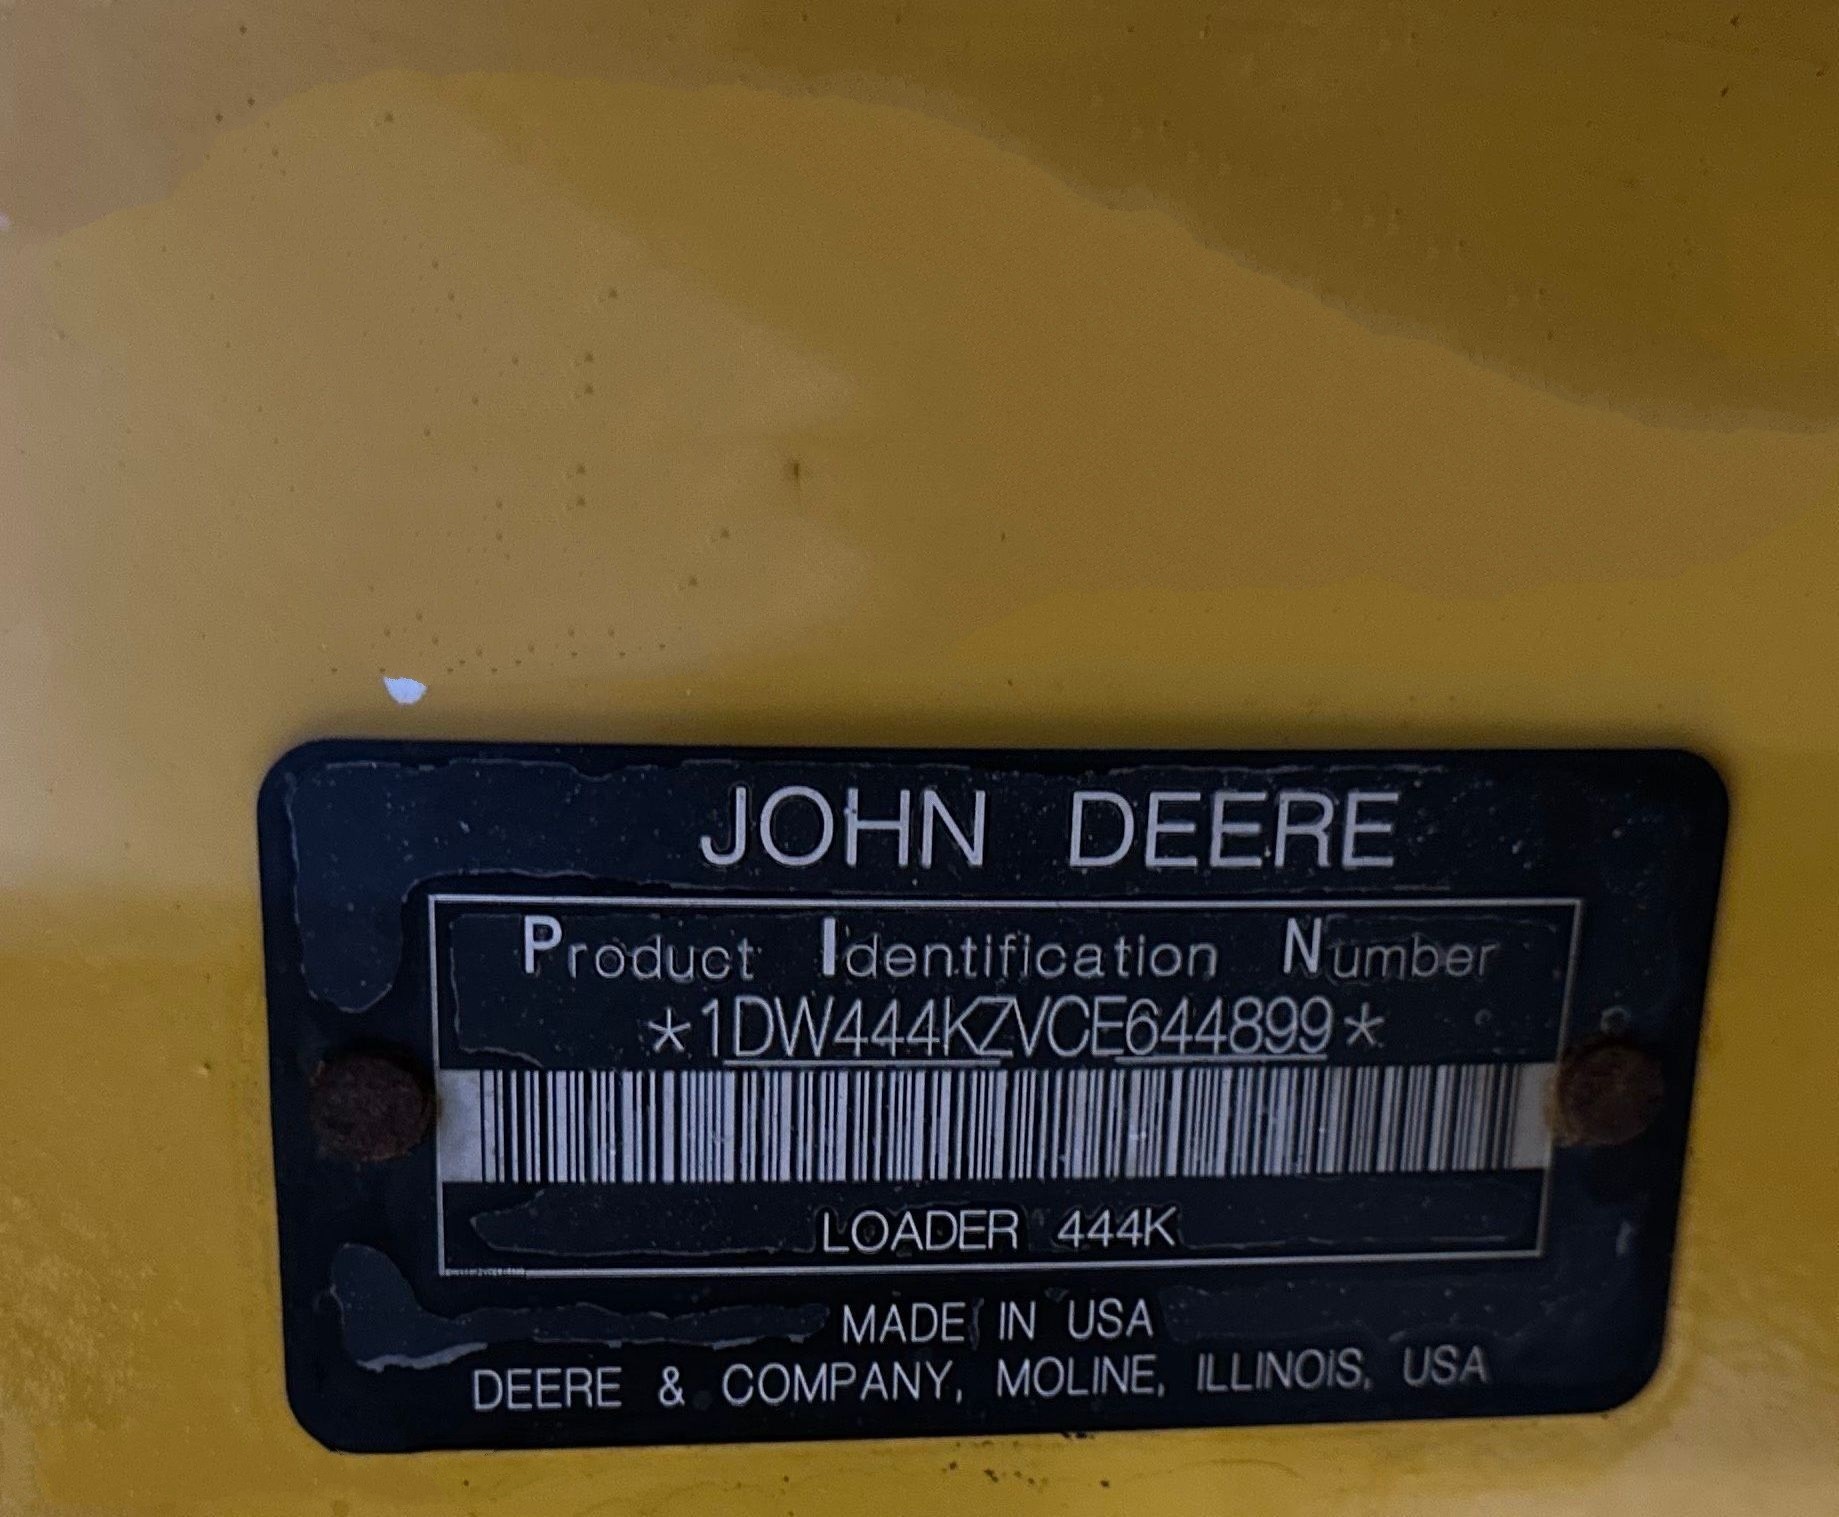 JOHN DEERE
Product Identification Number
*1DW444KZVCE644899*
LOADER 444K
MADE IN USA
DEERE & COMPANY, MOLINE, ILLINOIS, USA